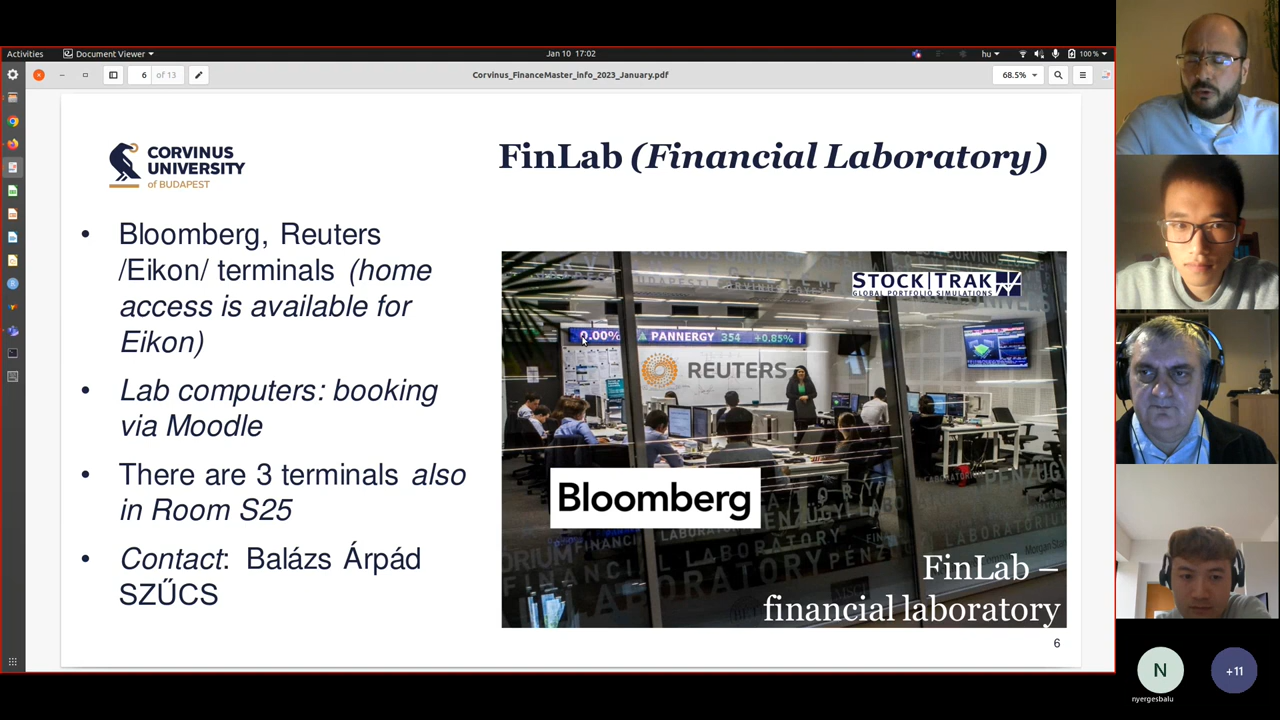 Activities
Document Viewer
Jan 10 17:02
hu
100 %
6 of 13
Corvinus_FinanceMaster_info_2023_January.pdf
68.5%
CORVINUS
UNIVERSITY
of BUDAPEST
FinLab (Financial Laboratory)
• Bloomberg, Reuters
/Eikon/ terminals (home
access is available for
Eikon)
• Lab computers: booking
via Moodle
• There are 3 terminals also
in Room S25
• Contact: Balázs Árpád
SZŰCS
STOCK|TRAK
GLOBAL PORTFOLIO SIMULATIONS
0.00% PANNERGY 354 +0.85%
REUTERS
Bloomberg
LABORATORY
FinLab –
financial laboratory
6
N
nyergesbalu
+11